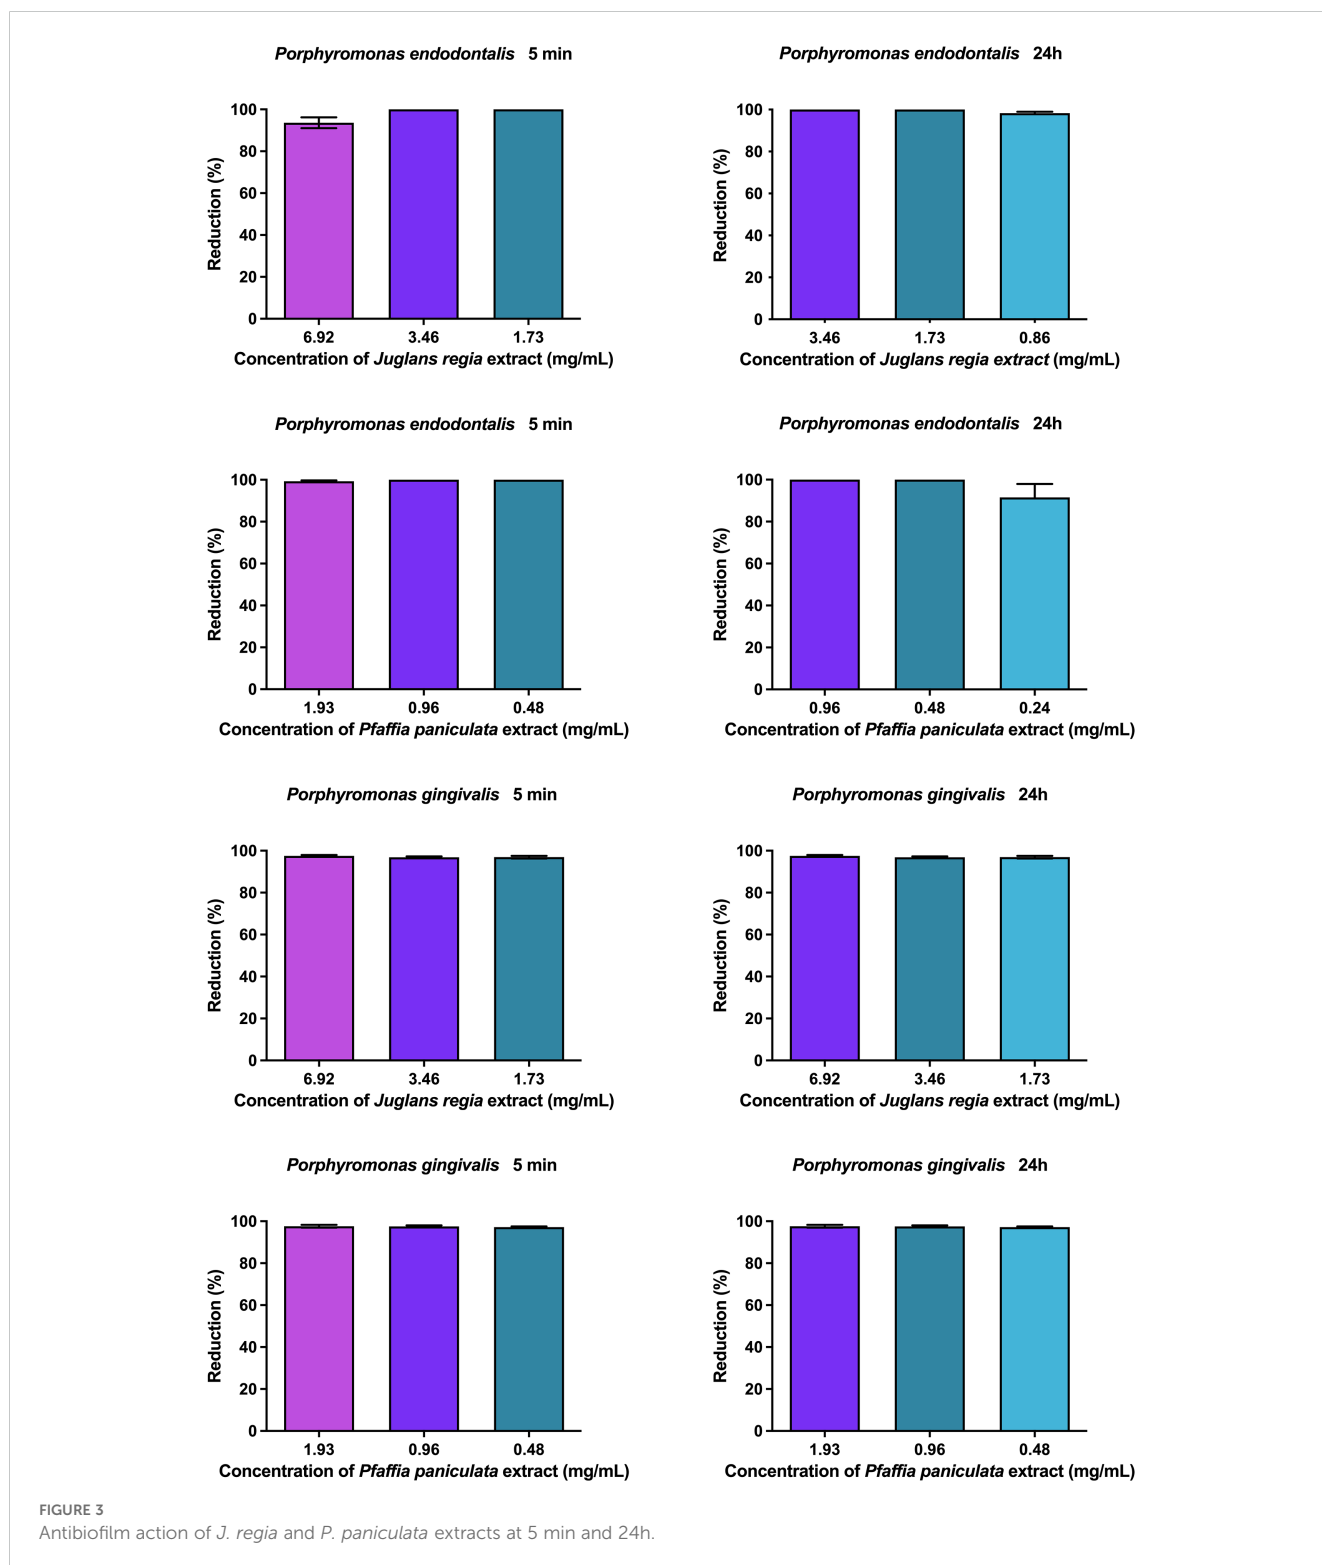 Porphyromonas endodontalis 5 min
Reduction (%)
100
80
60
40
20
0
6.92 3.46 1.73
Concentration of Juglans regia extract (mg/mL)
Porphyromonas endodontalis 24h
Reduction (%)
100
80
60
40
20
0
3.46 1.73 0.86
Concentration of Juglans regia extract (mg/mL)
Porphyromonas endodontalis 5 min
Reduction (%)
100
80
60
40
20
0
1.93 0.96 0.48
Concentration of Pfaffia paniculata extract (mg/mL)
Porphyromonas endodontalis 24h
Reduction (%)
100
80
60
40
20
0
0.96 0.48 0.24
Concentration of Pfaffia paniculata extract (mg/mL)
Porphyromonas gingivalis 5 min
Reduction (%)
100
80
60
40
20
0
6.92 3.46 1.73
Concentration of Juglans regia extract (mg/mL)
Porphyromonas gingivalis 24h
Reduction (%)
100
80
60
40
20
0
6.92 3.46 1.73
Concentration of Juglans regia extract (mg/mL)
Porphyromonas gingivalis 5 min
Reduction (%)
100
80
60
40
20
0
1.93 0.96 0.48
Concentration of Pfaffia paniculata extract (mg/mL)
Porphyromonas gingivalis 24h
Reduction (%)
100
80
60
40
20
0
1.93 0.96 0.48
Concentration of Pfaffia paniculata extract (mg/mL)
FIGURE 3
Antibiofilm action of J. regia and P. paniculata extracts at 5 min and 24h.